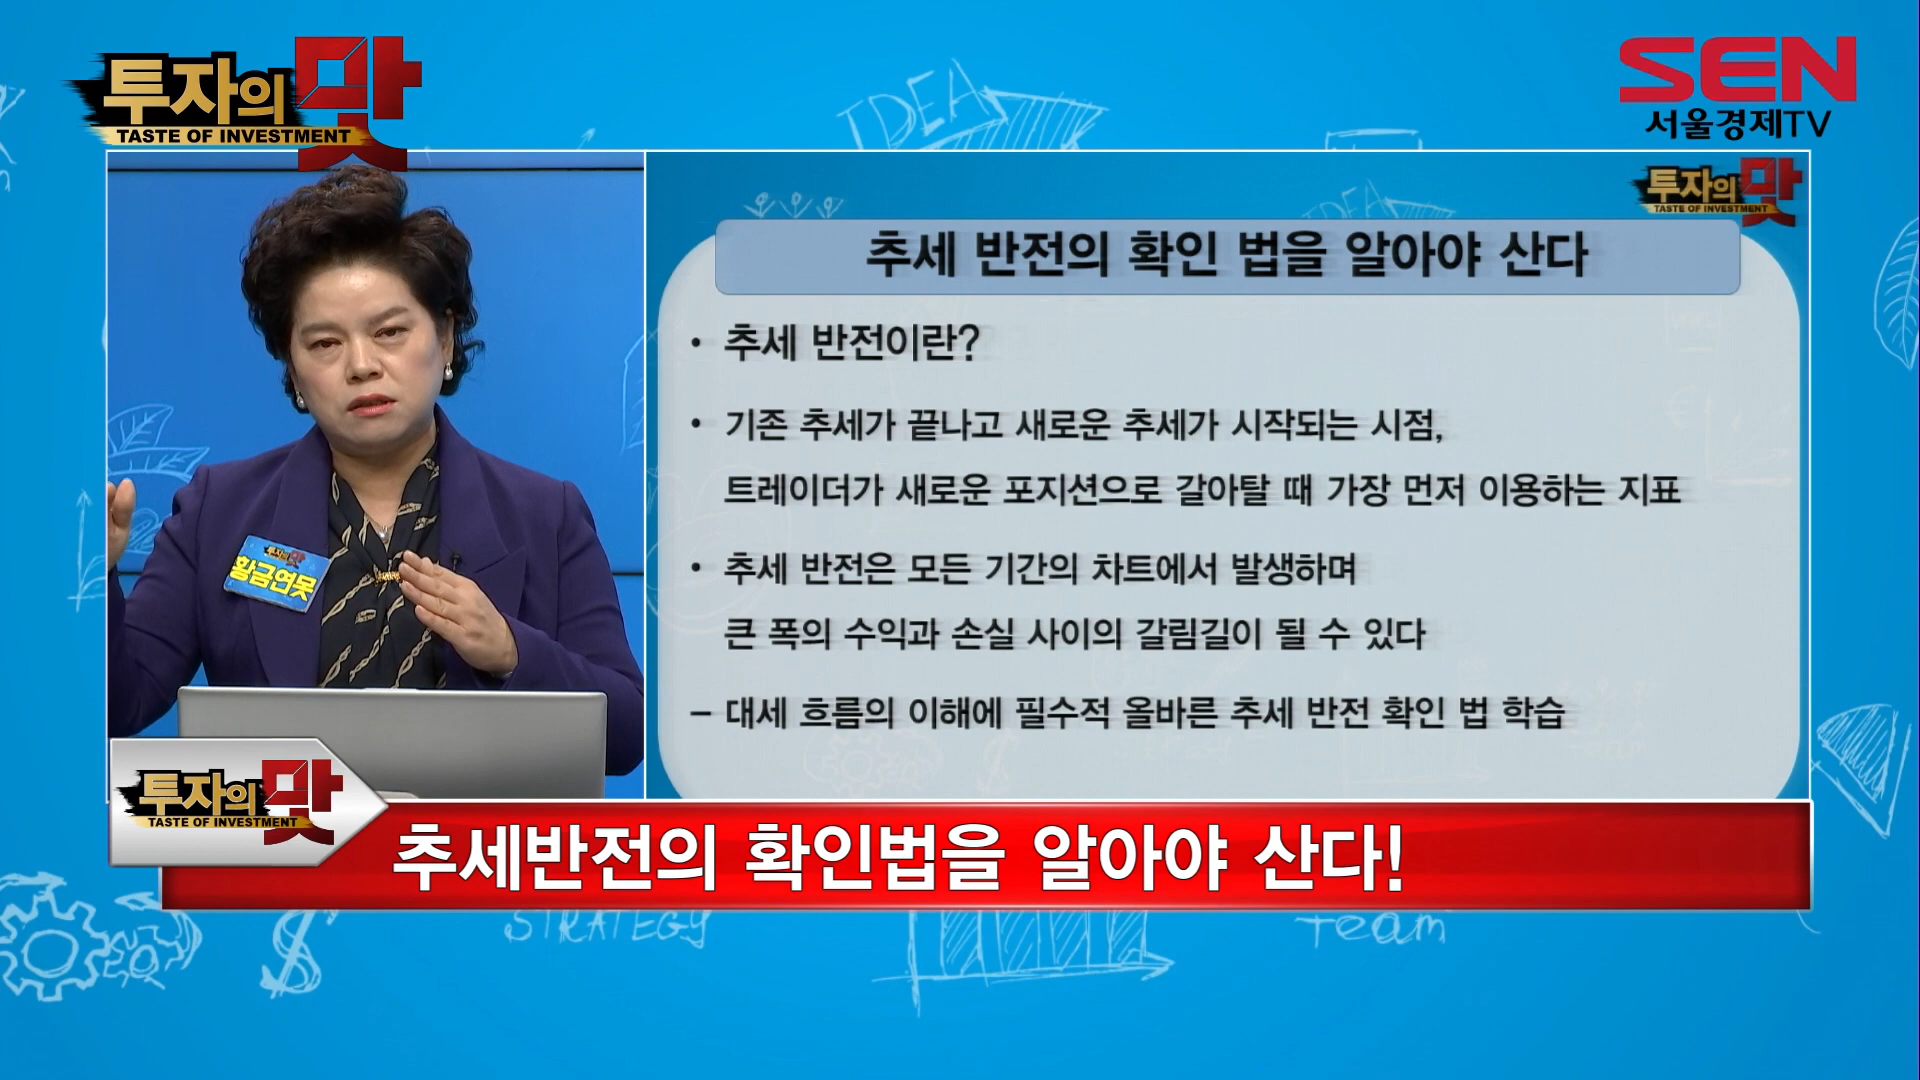 투자의 맛
TASTE OF INVESTMENT
SEN
서울경제TV
IDEA
투자의 맛
TASTE OF INVESTMENT
추세 반전의 확인 법을 알아야 산다
• 추세 반전이란?
• 기존 추세가 끝나고 새로운 추세가 시작되는 시점,
트레이더가 새로운 포지션으로 갈아탈 때 가장 먼저 이용하는 지표
• 추세 반전은 모든 기간의 차트에서 발생하며
큰 폭의 수익과 손실 사이의 갈림길이 될 수 있다
– 대세 흐름의 이해에 필수적 올바른 추세 반전 확인 법 학습
투자의 맛
황금연못
투자의 맛
TASTE OF INVESTMENT
추세반전의 확인법을 알아야 산다!
STRATEGY
Team